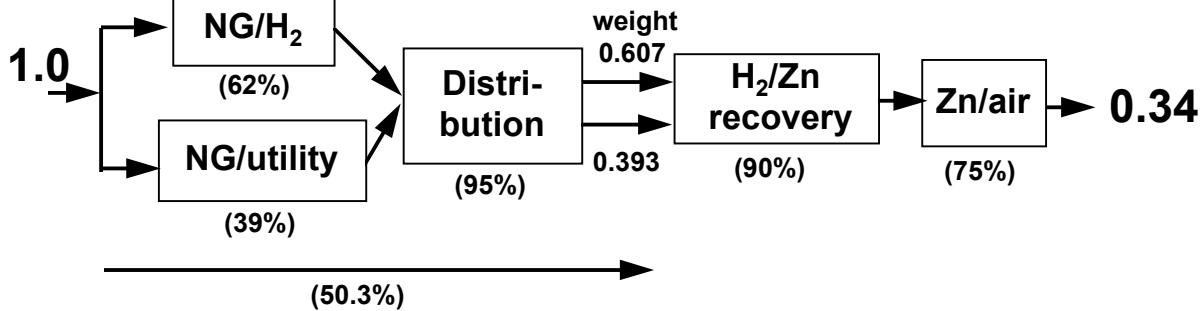 1.0
NG/H₂
(62%)
NG/utility
(39%)
Distri-
bution
(95%)
weight
0.607
0.393
H₂/Zn
recovery
(90%)
Zn/air
(75%)
0.34
(50.3%)